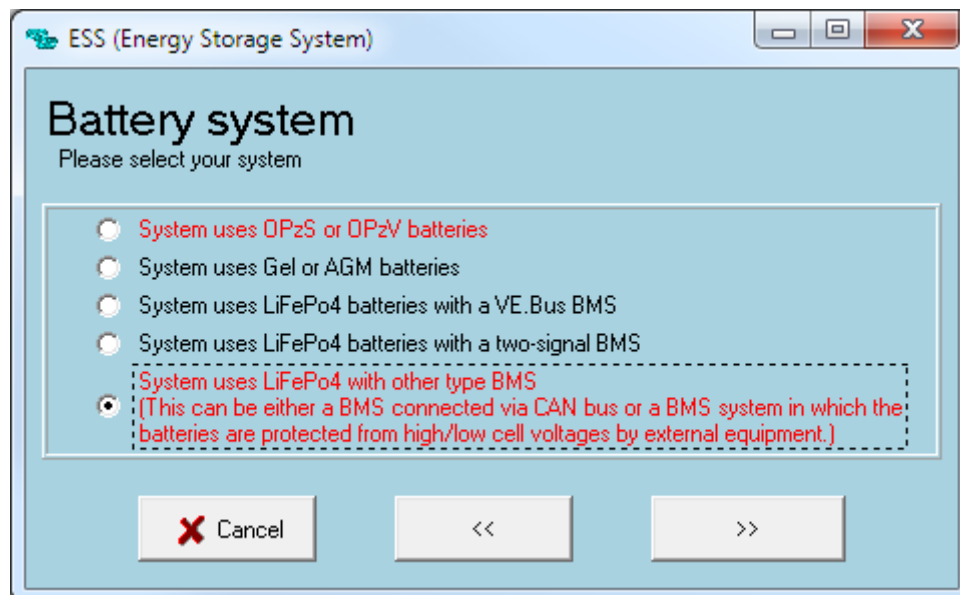 ESS (Energy Storage System)
Battery system
Please select your system
System uses OPzS or OPzV batteries
System uses Gel or AGM batteries
System uses LiFePo4 batteries with a VE.Bus BMS
System uses LiFePo4 batteries with a two-signal BMS
System uses LiFePo4 with other type BMS
(This can be either a BMS connected via CAN bus or a BMS system in which the
batteries are protected from high/low cell voltages by external equipment.)
Cancel
<<
>>